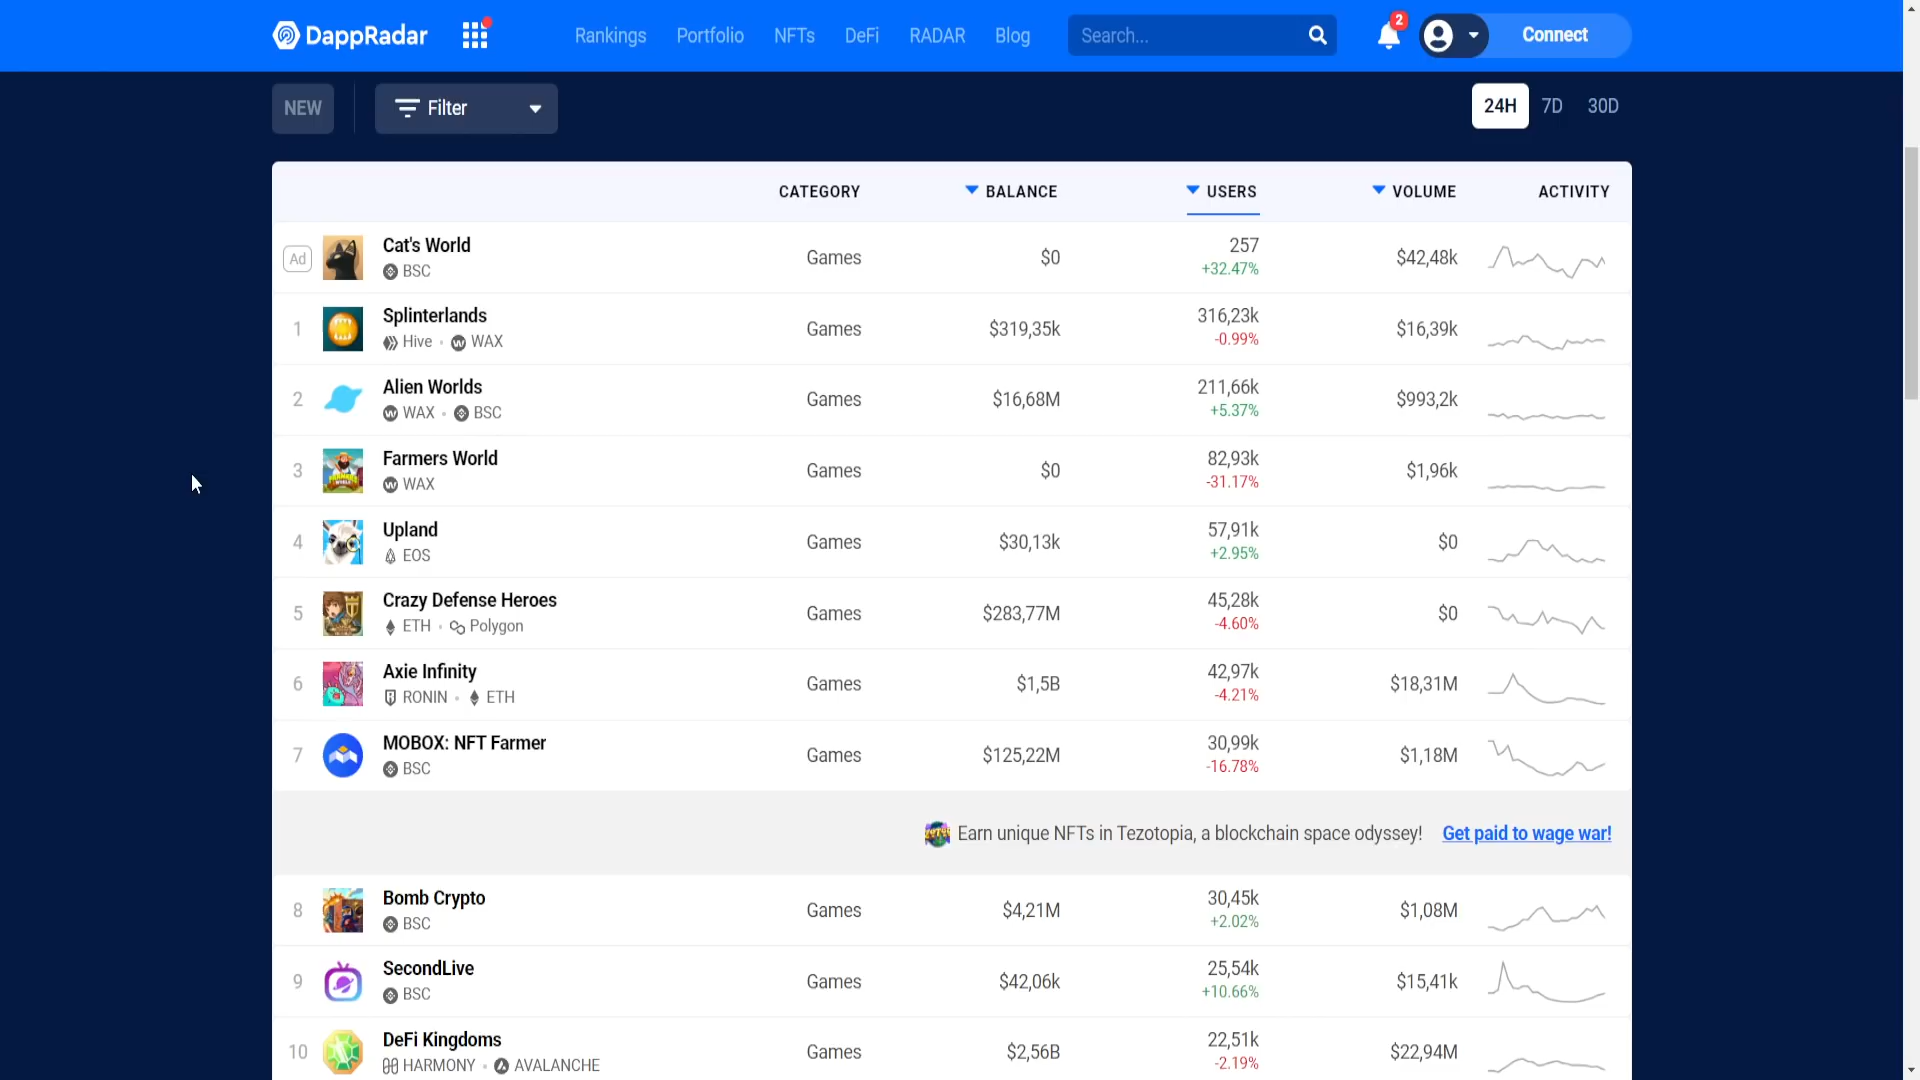 DappRadar
Rankings Portfolio NFTs DeFi RADAR Blog Search... 2 Connect
NEW Filter 24H 7D 30D
CATEGORY BALANCE USERS VOLUME ACTIVITY
Ad Cat's World BSC Games $0 257 +32.47% $42,48k
1 Splinterlands Hive • WAX Games $319,35k 316,23k -0.99% $16,39k
2 Alien Worlds WAX • BSC Games $16,68M 211,66k +5.37% $993,2k
3 Farmers World WAX Games $0 82,93k -31.17% $1,96k
4 Upland EOS Games $30,13k 57,91k +2.95% $0
5 Crazy Defense Heroes ETH • Polygon Games $283,77M 45,28k -4.60% $0
6 Axie Infinity RONIN • ETH Games $1,5B 42,97k -4.21% $18,31M
7 MOBOX: NFT Farmer BSC Games $125,22M 30,99k -16.78% $1,18M
Earn unique NFTs in Tezotopia, a blockchain space odyssey! Get paid to wage war!
8 Bomb Crypto BSC Games $4,21M 30,45k +2.02% $1,08M
9 SecondLive BSC Games $42,06k 25,54k +10.66% $15,41k
10 DeFi Kingdoms HARMONY • AVALANCHE Games $2,56B 22,51k -2.19% $22,94M